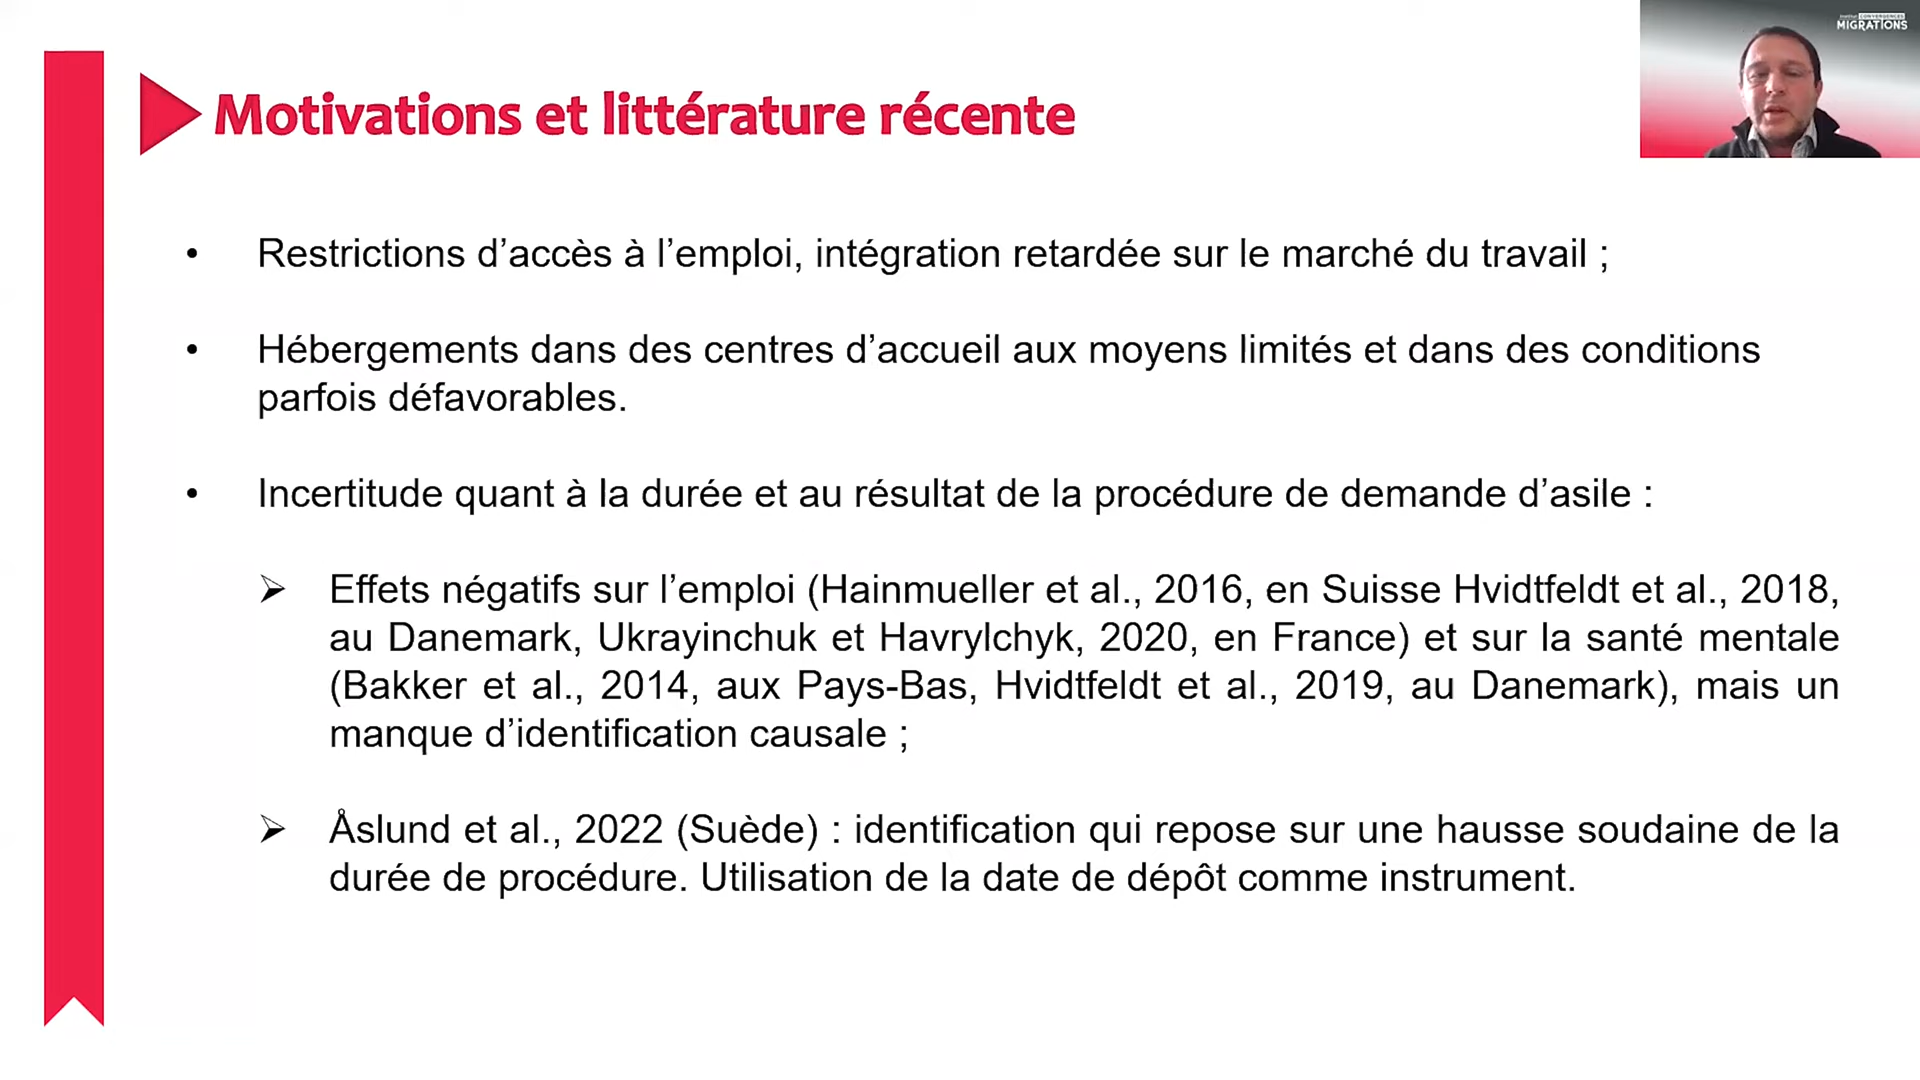 INSTITUT CONVERGENCES
MIGRATIONS
Motivations et littérature récente
• Restrictions d’accès à l’emploi, intégration retardée sur le marché du travail ;
• Hébergements dans des centres d’accueil aux moyens limités et dans des conditions
parfois défavorables.
• Incertitude quant à la durée et au résultat de la procédure de demande d’asile :
➢ Effets négatifs sur l’emploi (Hainmueller et al., 2016, en Suisse Hvidtfeldt et al., 2018,
au Danemark, Ukrayinchuk et Havrylchyk, 2020, en France) et sur la santé mentale
(Bakker et al., 2014, aux Pays-Bas, Hvidtfeldt et al., 2019, au Danemark), mais un
manque d’identification causale ;
➢ Åslund et al., 2022 (Suède) : identification qui repose sur une hausse soudaine de la
durée de procédure. Utilisation de la date de dépôt comme instrument.